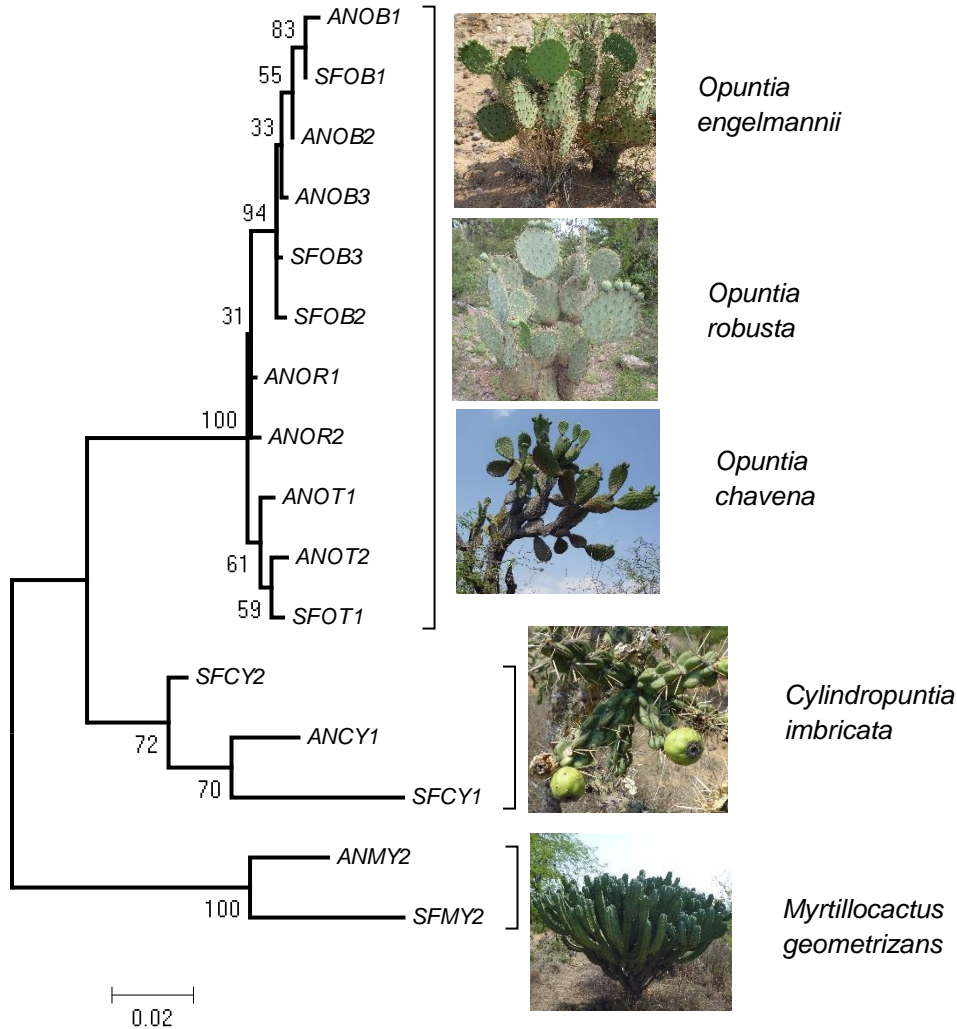 ANOB1
83
SFOB1
55
ANOB2
33
ANOB3
94
SFOB3
SFOB2
31
ANOR1
100
ANOR2
ANOT1
ANOT2
61
59
SFOT1
SFCY2
ANCY1
72
70
SFCY1
ANMY2
100
SFMY2
0.02
Opuntia
engelmannii
Opuntia
robusta
Opuntia
chavena
Cylindropuntia
imbricata
Myrtillocactus
geometrizans